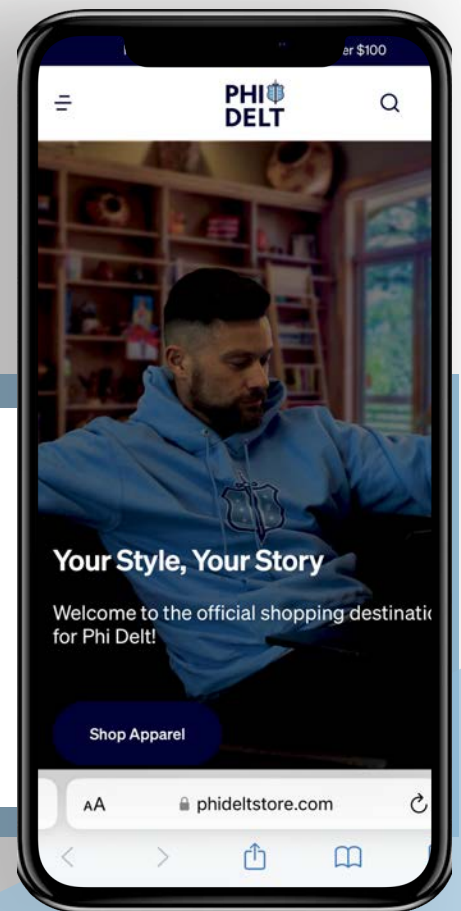 er $100
PHI
DELT
Your Style, Your Story
Welcome to the official shopping destinatio
for Phi Delt!
Shop Apparel
AA
phideltstore.com